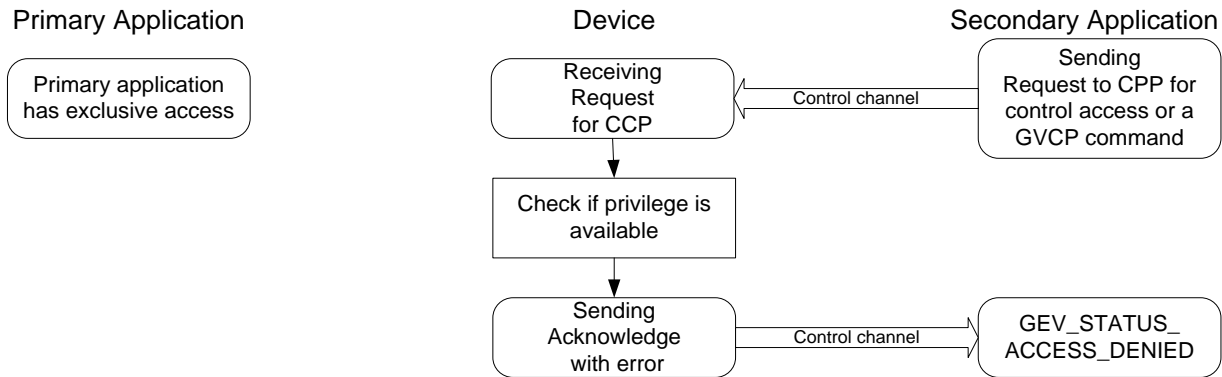 Primary Application
Device
Secondary Application
Primary application
has exclusive access
Receiving
Request
for CCP
Control channel
Sending
Request to CPP for
control access or a
GVCP command
Check if privilege is
available
Sending
Acknowledge
with error
Control channel
GEV_STATUS_
ACCESS_DENIED